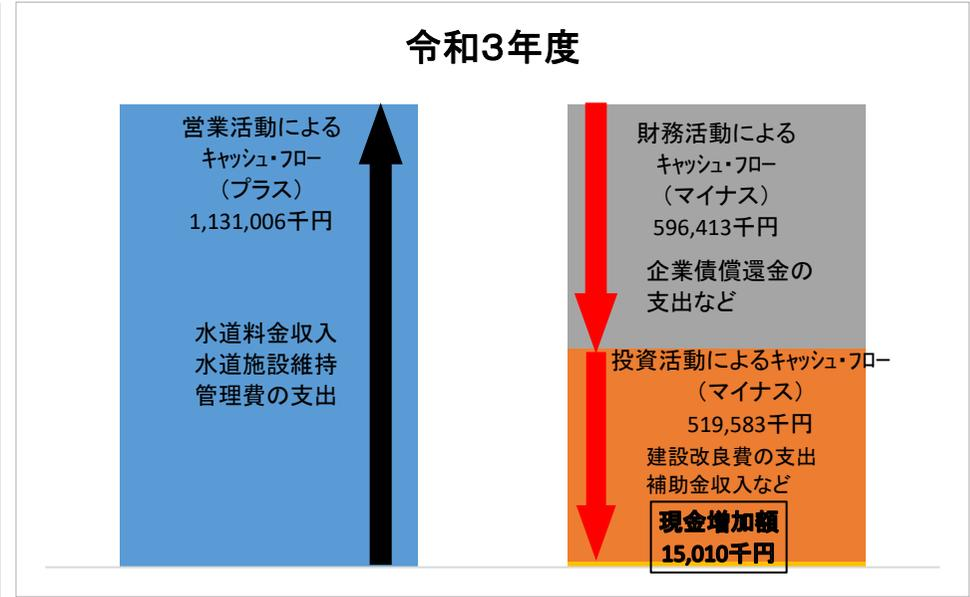 令和３年度
営業活動による
ｷｬｯｼｭ・ﾌﾛｰ
（プラス）
1,131,006千円
水道料金収入
水道施設維持
管理費の支出
財務活動による
ｷｬｯｼｭ・ﾌﾛｰ
（マイナス）
596,413千円
企業債償還金の
支出など
投資活動によるｷｬｯｼｭ・ﾌﾛｰ
（マイナス）
519,583千円
建設改良費の支出
補助金収入など
現金増加額
15,010千円